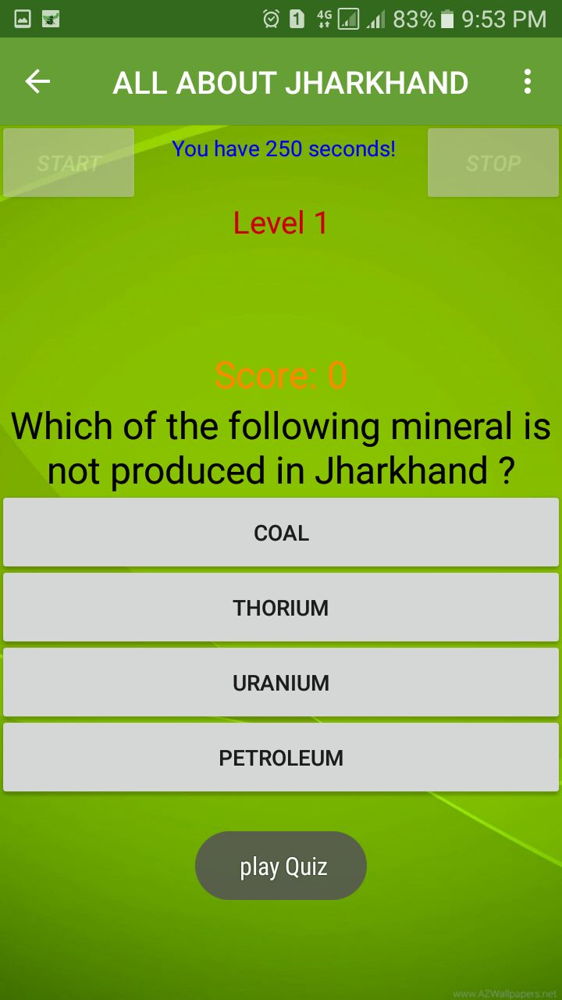 1 4G 83% 9:53 PM
ALL ABOUT JHARKHAND
START You have 250 seconds! STOP
Level 1
Score: 0
Which of the following mineral is
not produced in Jharkhand ?
COAL
THORIUM
URANIUM
PETROLEUM
play Quiz
www.AZWallpapers.net